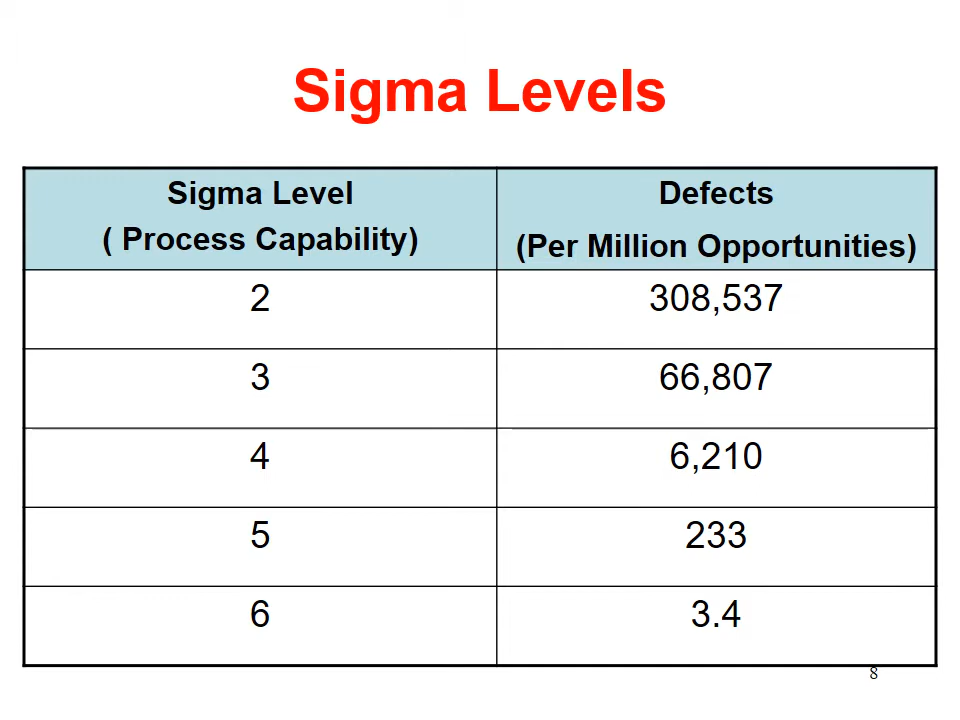 Sigma Levels
Sigma Level Defects
( Process Capability) (Per Million Opportunities)
2 308,537
3 66,807
4 6,210
5 233
6 3.4
8